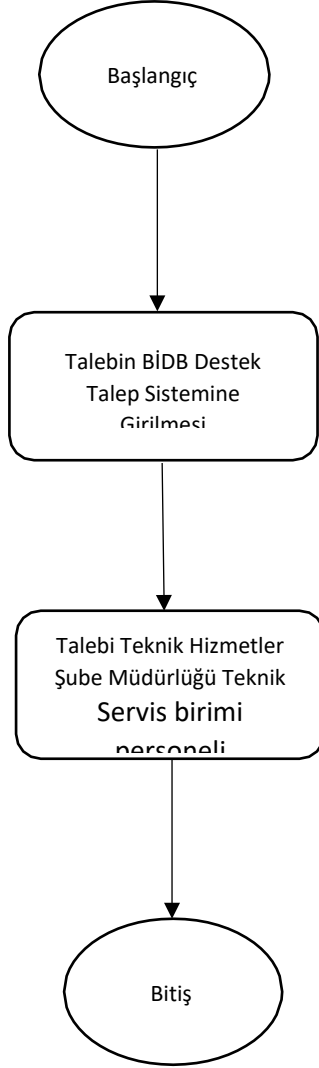 Başlangıç
Talebin BİDB Destek
Talep Sistemine
Girilmesi
Talebi Teknik Hizmetler
Şube Müdürlüğü Teknik
Servis birimi
personeli
Bitiş